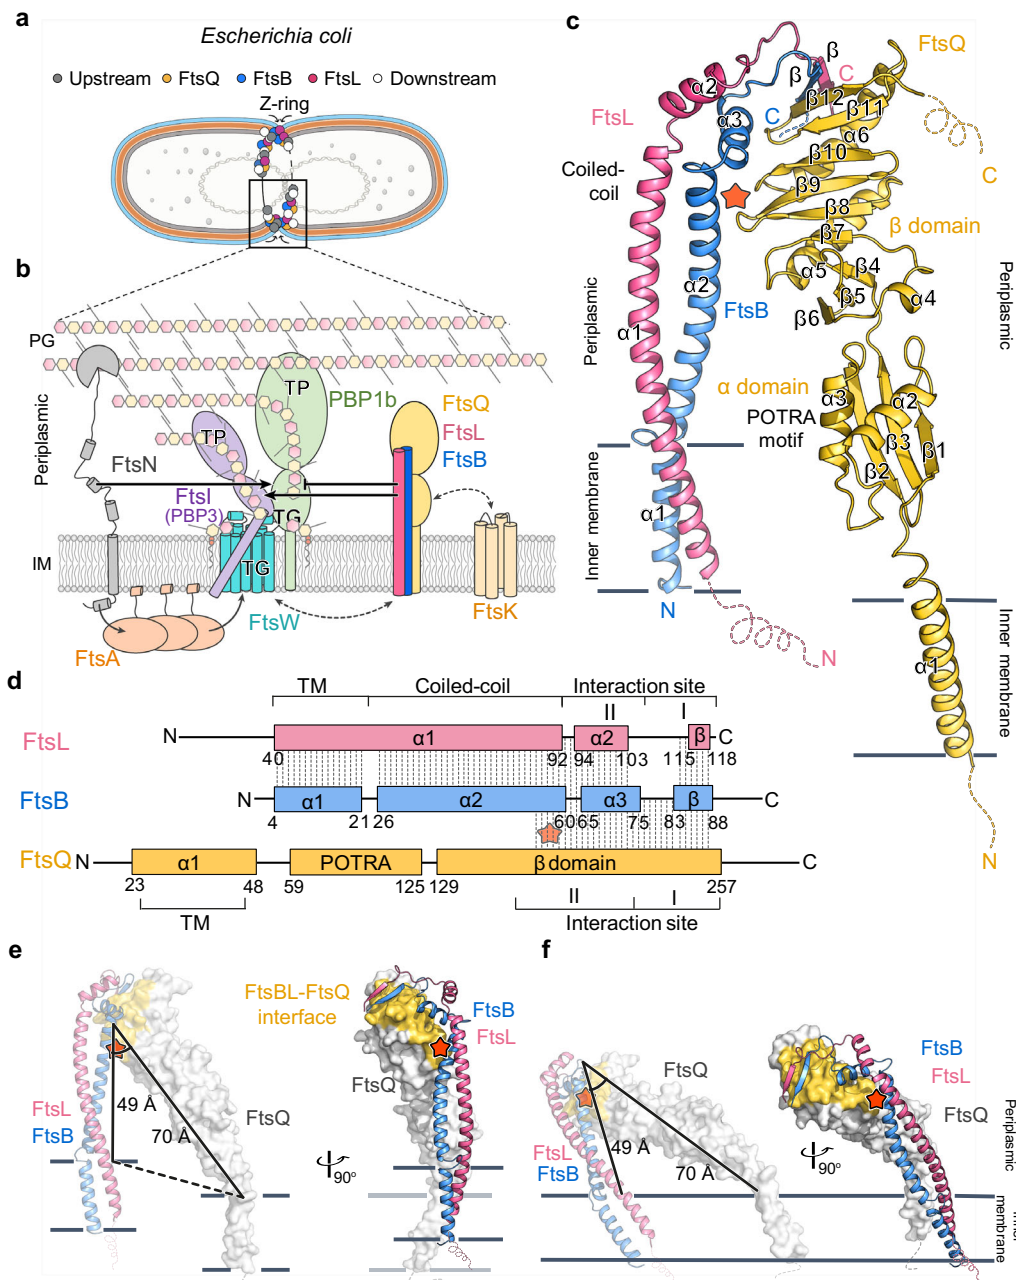 a
Escherichia coli
Upstream FtsQ FtsB FtsL Downstream
Z-ring
b
PG
Periplasmic
IM
TP
PBP1b
TP
FtsQ
FtsL
FtsB
FtsN
FtsI
(PBP3)
TG
TG
FtsW
FtsK
FtsA
c
FtsQ
β
β
C
α2
FtsL
α3
C
β12
β11
α6
β10
C
Coiled-
coil
β9
β8
β7
β domain
α5
β4
β5
α4
β6
α2
FtsB
α1
Periplasmic
Periplasmic
α domain
POTRA
motif
α3
α2
β3
β1
β2
α1
Inner membrane
N
N
α1
Inner membrane
N
d
TM
Coiled-coil
Interaction site
II
I
FtsL
N
α1
α2
β
C
40
92
94
103
115
118
FtsB
N
α1
α2
α3
β
C
4
21
26
60
65
75
83
88
FtsQ
N
α1
POTRA
β domain
C
23
48
59
125
129
257
TM
II
I
Interaction site
e
FtsBL-FtsQ
interface
FtsB
FtsL
FtsQ
FtsL
FtsB
49 Å
70 Å
FtsQ
90°
f
FtsQ
FtsB
FtsL
FtsQ
49 Å
70 Å
FtsL
FtsB
90°
Periplasmic
membrane